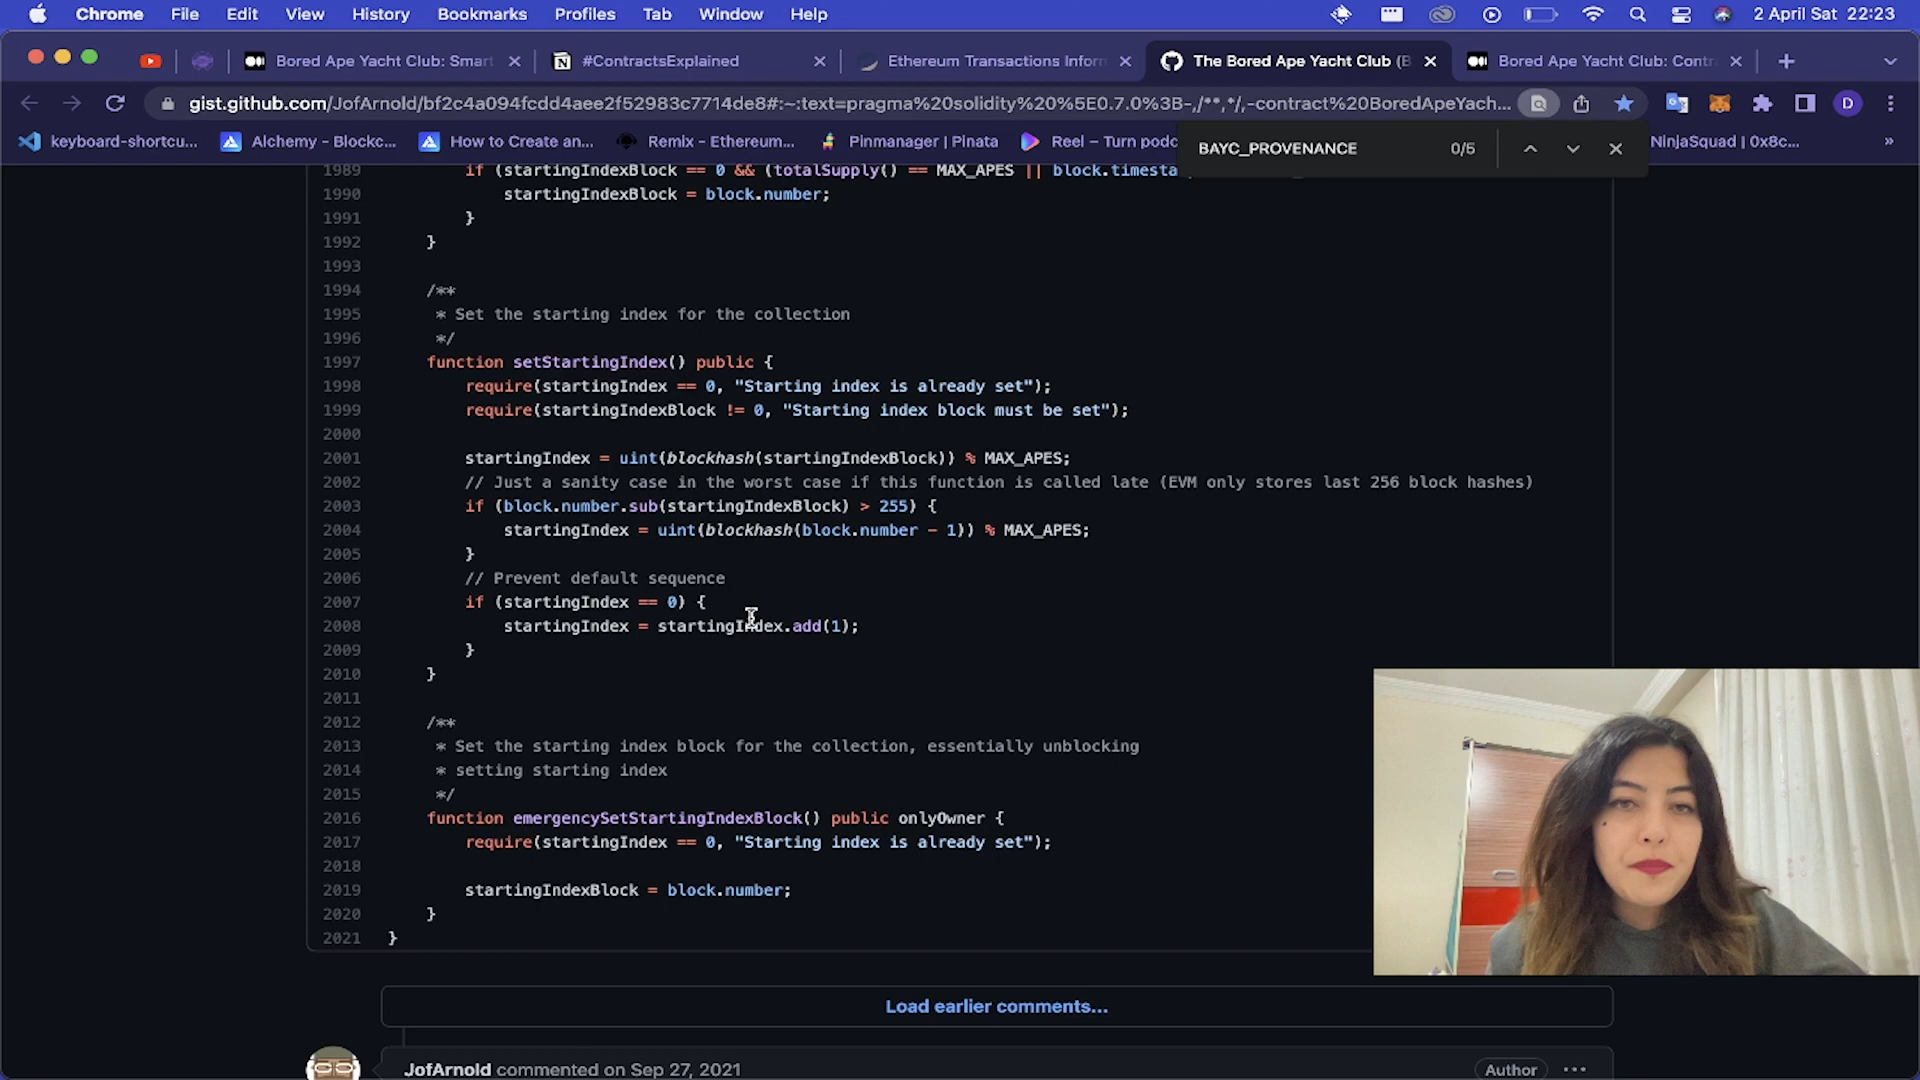 Chrome File Edit View History Bookmarks Profiles Tab Window Help 2 April Sat 22:23
Bored Ape Yacht Club: Smart #ContractsExplained Ethereum Transactions Inform The Bored Ape Yacht Club (B Bored Ape Yacht Club: Contr
gist.github.com/JofArnold/bf2c4a094fcdd4aee2f52983c7714de8#:~:text=pragma%20solidity%20%5E0.7.0%3B-,/**,*/,-contract%20BoredApeYach... D
keyboard-shortcu... Alchemy – Blockc... How to Create an... Remix - Ethereum... Pinmanager | Pinata Reel – Turn podc NinjaSquad | 0x8c... »
BAYC_PROVENANCE 0/5
1989 if (startingIndexBlock == 0 && (totalSupply() == MAX_APES || block.timesta
1990 startingIndexBlock = block.number;
1991 }
1992 }
1993
1994 /**
1995 * Set the starting index for the collection
1996 */
1997 function setStartingIndex() public {
1998 require(startingIndex == 0, "Starting index is already set");
1999 require(startingIndexBlock != 0, "Starting index block must be set");
2000
2001 startingIndex = uint(blockhash(startingIndexBlock)) % MAX_APES;
2002 // Just a sanity case in the worst case if this function is called late (EVM only stores last 256 block hashes)
2003 if (block.number.sub(startingIndexBlock) > 255) {
2004 startingIndex = uint(blockhash(block.number - 1)) % MAX_APES;
2005 }
2006 // Prevent default sequence
2007 if (startingIndex == 0) {
2008 startingIndex = startingIndex.add(1);
2009 }
2010 }
2011
2012 /**
2013 * Set the starting index block for the collection, essentially unblocking
2014 * setting starting index
2015 */
2016 function emergencySetStartingIndexBlock() public onlyOwner {
2017 require(startingIndex == 0, "Starting index is already set");
2018
2019 startingIndexBlock = block.number;
2020 }
2021 }
Load earlier comments...
JofArnold commented on Sep 27, 2021 Author ...